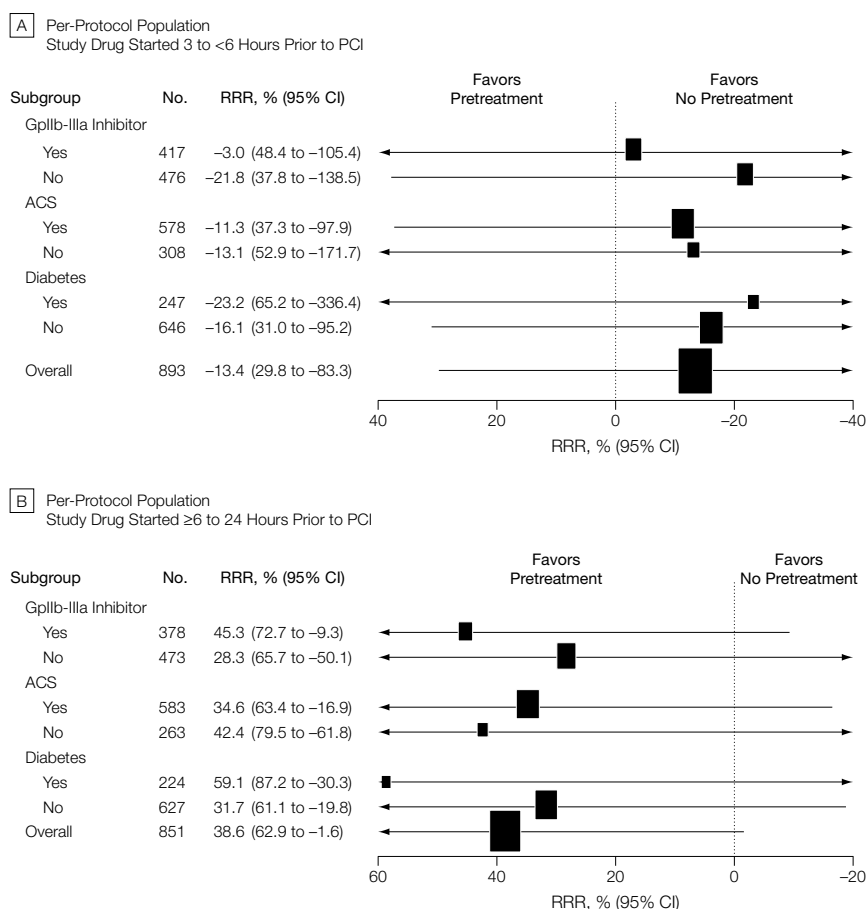 A Per-Protocol Population
Study Drug Started 3 to <6 Hours Prior to PCI
Favors Pretreatment Favors No Pretreatment
Subgroup No. RRR, % (95% CI)
GpIIb-IIIa Inhibitor
Yes 417 –3.0 (48.4 to –105.4)
No 476 –21.8 (37.8 to –138.5)
ACS
Yes 578 –11.3 (37.3 to –97.9)
No 308 –13.1 (52.9 to –171.7)
Diabetes
Yes 247 –23.2 (65.2 to –336.4)
No 646 –16.1 (31.0 to –95.2)
Overall 893 –13.4 (29.8 to –83.3)
40 20 0 –20 –40
RRR, % (95% CI)
B Per-Protocol Population
Study Drug Started ≥6 to 24 Hours Prior to PCI
Favors Pretreatment Favors No Pretreatment
Subgroup No. RRR, % (95% CI)
GpIIb-IIIa Inhibitor
Yes 378 45.3 (72.7 to –9.3)
No 473 28.3 (65.7 to –50.1)
ACS
Yes 583 34.6 (63.4 to –16.9)
No 263 42.4 (79.5 to –61.8)
Diabetes
Yes 224 59.1 (87.2 to –30.3)
No 627 31.7 (61.1 to –19.8)
Overall 851 38.6 (62.9 to –1.6)
60 40 20 0 –20
RRR, % (95% CI)